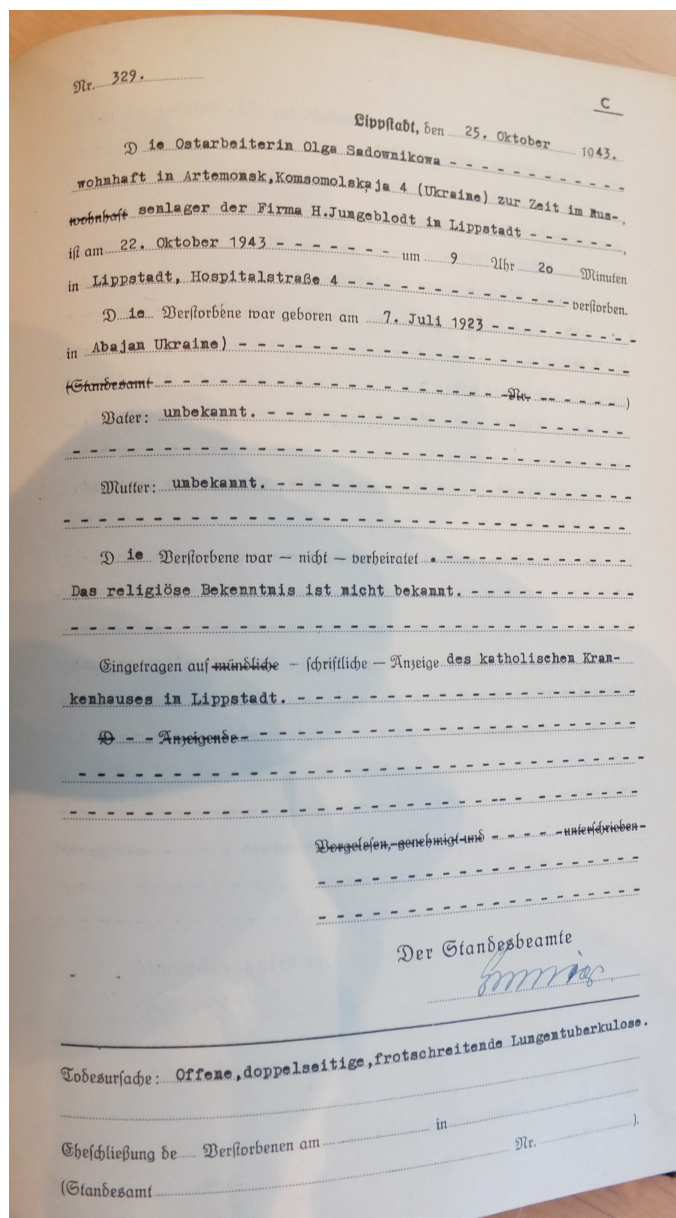 Nr. 329.
C
Lippstadt, den 25. Oktober 1943.
D ie Ostarbeiterin Olga Sadownikowa
wohnhaft in Artemomsk,Komsomolskaja 4 (Ukraine) zur Zeit im Rus-
wohnhaft senlager der Firma H.Jungeblodt in Lippstadt ,
ist am 22. Oktober 1943 um 9 Uhr 2o Minuten
in Lippstadt, Hospitalstraße 4 verstorben.
D ie Verstorbene war geboren am 7. Juli 1923
in Abajan Ukraine)
(Standesamt Nr. )
Vater: unbekannt.
Mutter: unbekannt.
D ie Verstorbene war — nicht — verheiratet .
Das religiöse Bekenntnis ist nicht bekannt.
Eingetragen auf mündliche – schriftliche — Anzeige des katholischen Kran-
kenhauses in Lippstadt.
D Anzeigende
Vorgelesen, genehmigt und unterschrieben
Der Standesbeamte
Todesursache: Offene,doppelseitige,frotschreitende Lungentuberkulose.
Eheschließung de Verstorbenen am in
(Standesamt Nr. ).